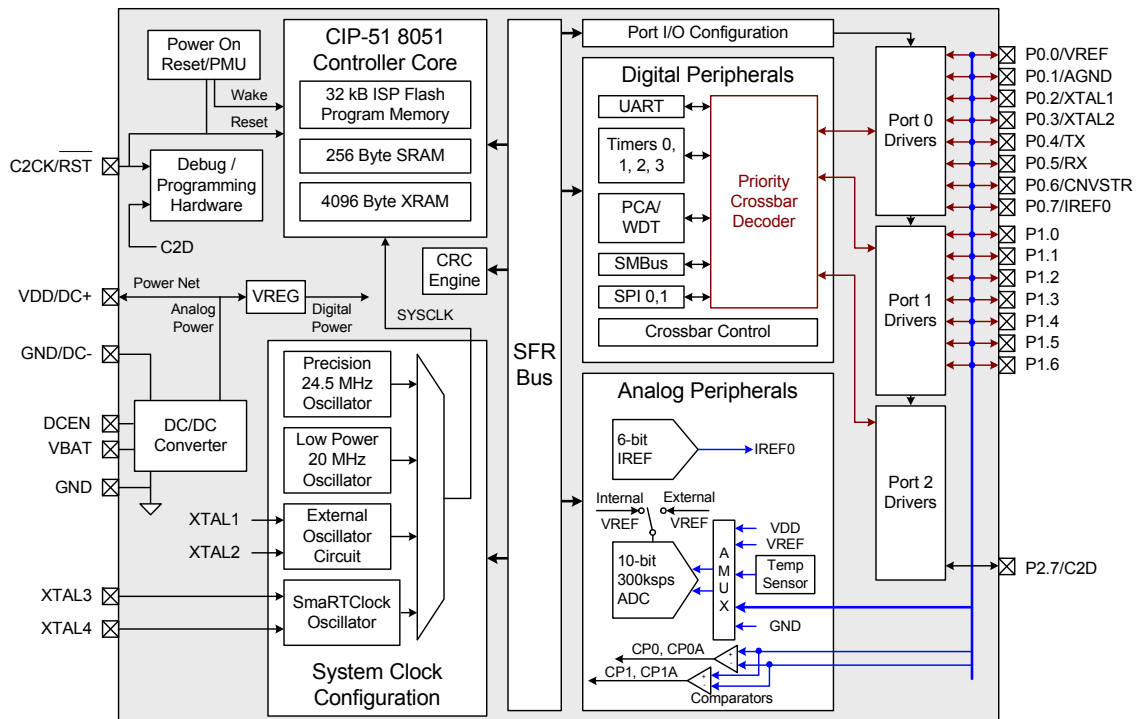 Power On
Reset/PMU
Wake
Reset
C2CK/RST
Debug /
Programming
Hardware
C2D
CIP-51 8051
Controller Core
32 kB ISP Flash
Program Memory
256 Byte SRAM
4096 Byte XRAM
CRC
Engine
VDD/DC+
Power Net
Analog
Power
VREG
Digital
Power
SYSCLK
GND/DC-
DCEN
VBAT
GND
DC/DC
Converter
Precision
24.5 MHz
Oscillator
Low Power
20 MHz
Oscillator
XTAL1
XTAL2
External
Oscillator
Circuit
XTAL3
XTAL4
SmaRTClock
Oscillator
System Clock
Configuration
SFR
Bus
Port I/O Configuration
Digital Peripherals
UART
Timers 0,
1, 2, 3
PCA/
WDT
SMBus
SPI 0,1
Priority
Crossbar
Decoder
Crossbar Control
Analog Peripherals
6-bit
IREF
IREF0
Internal
VREF
External
VREF
10-bit
300ksps
ADC
A
M
U
X
VDD
VREF
Temp
Sensor
GND
CP0, CP0A
+
-
CP1, CP1A
+
-
Comparators
Port 0
Drivers
Port 1
Drivers
Port 2
Drivers
P0.0/VREF
P0.1/AGND
P0.2/XTAL1
P0.3/XTAL2
P0.4/TX
P0.5/RX
P0.6/CNVSTR
P0.7/IREF0
P1.0
P1.1
P1.2
P1.3
P1.4
P1.5
P1.6
P2.7/C2D